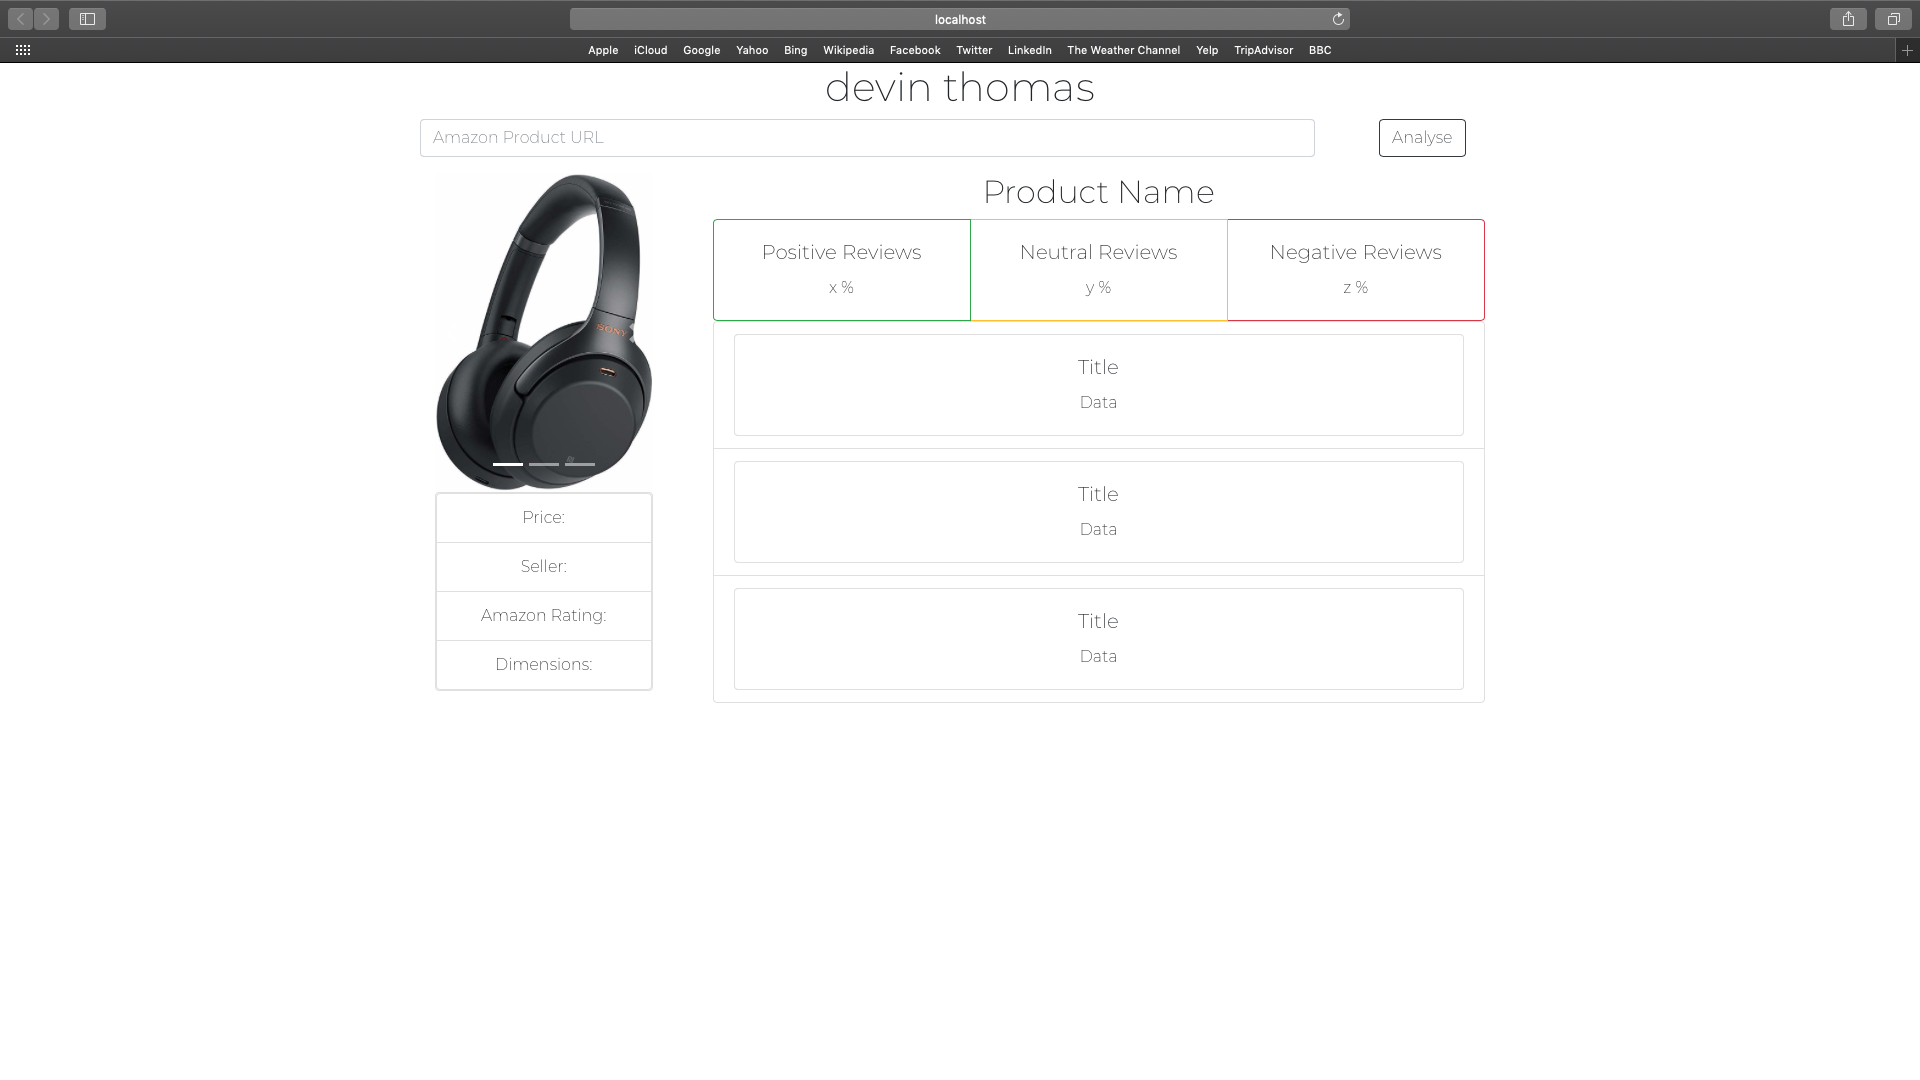 localhost
Apple iCloud Google Yahoo Bing Wikipedia Facebook Twitter LinkedIn The Weather Channel Yelp TripAdvisor BBC
devin thomas
Amazon Product URL
Analyse
SONY
Price:
Seller:
Amazon Rating:
Dimensions:
Product Name
Positive Reviews
x %
Neutral Reviews
y %
Negative Reviews
z %
Title
Data
Title
Data
Title
Data